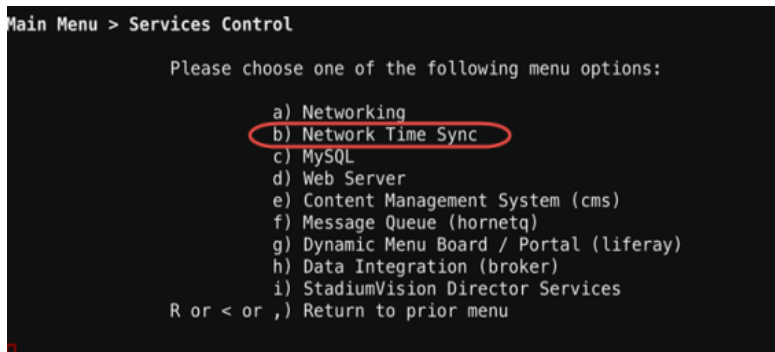 Main Menu > Services Control
Please choose one of the following menu options:
a) Networking
b) Network Time Sync
c) MySQL
d) Web Server
e) Content Management System (cms)
f) Message Queue (hornetq)
g) Dynamic Menu Board / Portal (liferay)
h) Data Integration (broker)
i) StadiumVision Director Services
R or < or ,) Return to prior menu